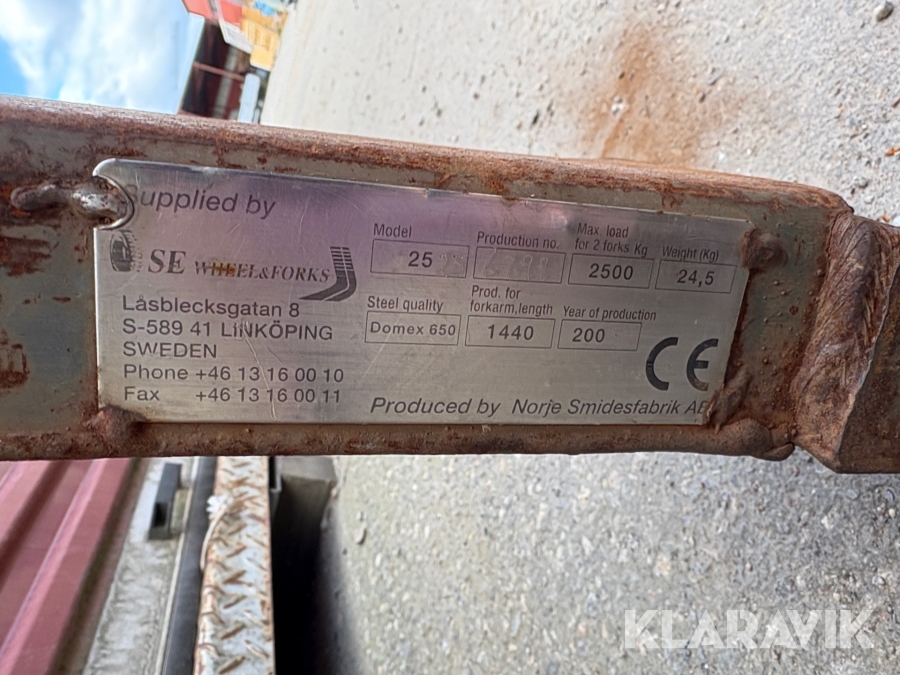 Supplied by
SE WHEEL&FORKS
Låsblecksgatan 8
S-589 41 LINKÖPING
SWEDEN
Phone +46 13 16 00 10
Fax +46 13 16 00 11
Model
25
Production no.
Max. load
for 2 forks Kg
2500
Weight (Kg)
24,5
Steel quality
Domex 650
Prod. for
forkarm, length
1440
Year of production
200
CE
Produced by Norje Smidesfabrik AB
KLARAVIK